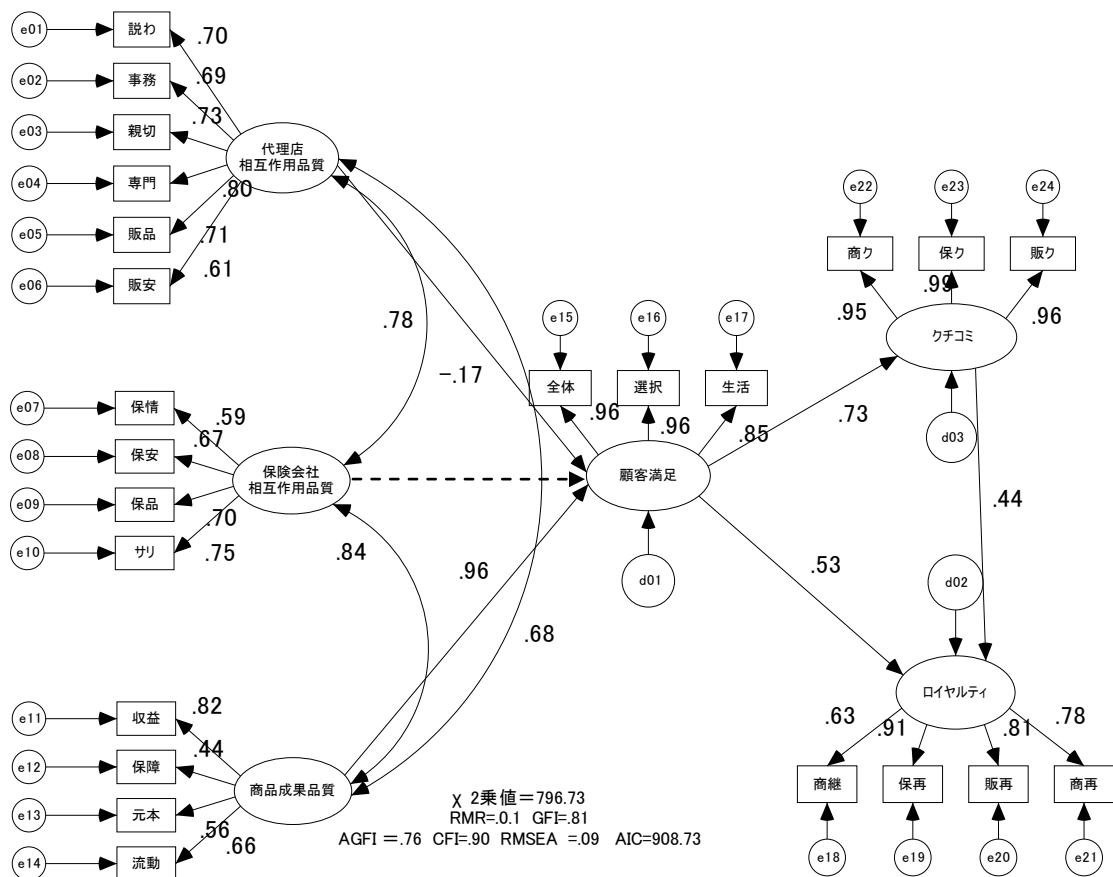 e01
説わ
.70
e02
事務
.69
e03
親切
.73
代理店
相互作用品質
e04
専門
.80
e05
販品
.71
e06
販安
.61
.78
-.17
.68
e07
保情
.59
e08
保安
.67
保険会社
相互作用品質
e09
保品
.70
e10
サリ
.75
.84
.96
e11
収益
.82
e12
保障
.44
商品成果品質
e13
元本
.56
e14
流動
.66
e15
e16
e17
全体
選択
生活
.96
.96
.85
顧客満足
d01
.73
.53
e22
e23
e24
商ク
保ク
販ク
.95
.99
.96
クチコミ
d03
.44
d02
ロイヤルティ
.63
.91
.81
.78
商継
保再
販再
商再
e18
e19
e20
e21
χ 2乗値=796.73
RMR=.0.1 GFI=.81
AGFI =.76 CFI=.90 RMSEA =.09 AIC=908.73